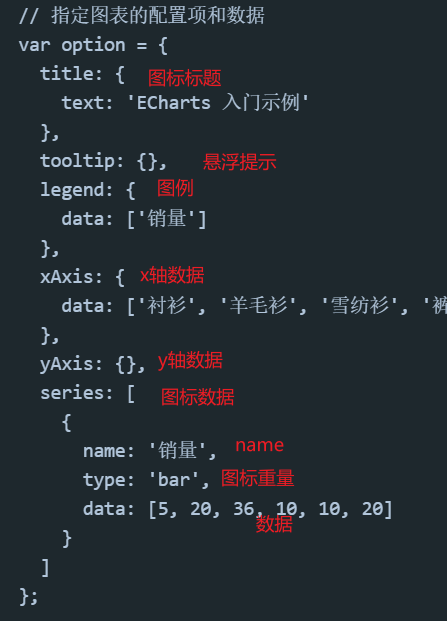 // 指定图表的配置项和数据
var option = {
title: { 图标标题
text: 'ECharts 入门示例'
},
tooltip: {}, 悬浮提示
legend: { 图例
data: ['销量']
},
xAxis: { x轴数据
data: ['衬衫', '羊毛衫', '雪纺衫', '裤
},
yAxis: {}, y轴数据
series: [ 图标数据
{
name: '销量', name
type: 'bar', 图标重量
data: [5, 20, 36, 10, 10, 20]
数据
}
]
};